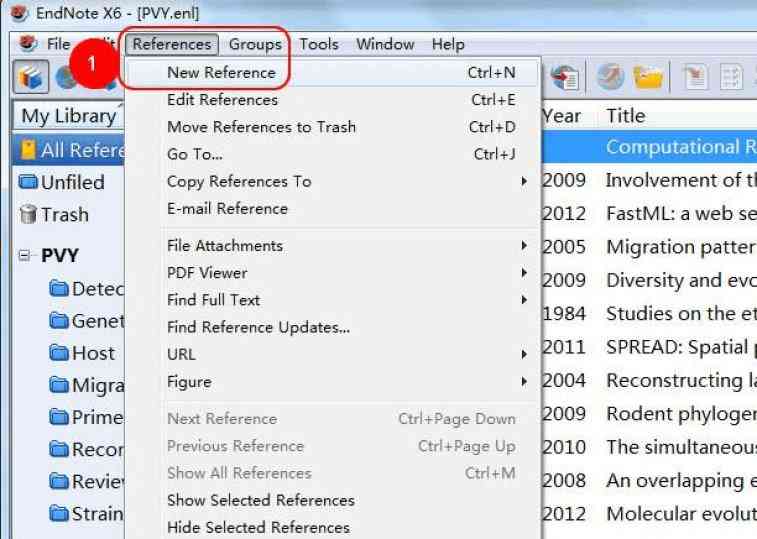 EndNote X6 - [PVY.enl]
File Edit References Groups Tools Window Help
1
New Reference Ctrl+N
Edit References Ctrl+E
Move References to Trash Ctrl+D
Go To... Ctrl+J
Copy References To
E-mail Reference
File Attachments
PDF Viewer
Find Full Text
Find Reference Updates...
URL
Figure
Next Reference Ctrl+Page Down
Previous Reference Ctrl+Page Up
Show All References Ctrl+M
Show Selected References
Hide Selected References
My Library
All Refere
Unfiled
Trash
PVY
Detec
Genet
Host
Migra
Prime
Recor
Revie
Strain
Year Title
Computational R
2009 Involvement of th
2012 FastML: a web se
2005 Migration patter
2009 Diversity and evo
1984 Studies on the et
2011 SPREAD: Spatial p
2004 Reconstructing la
2009 Rodent phyloger
2010 The simultaneous
2008 An overlapping e
2012 Molecular evolut